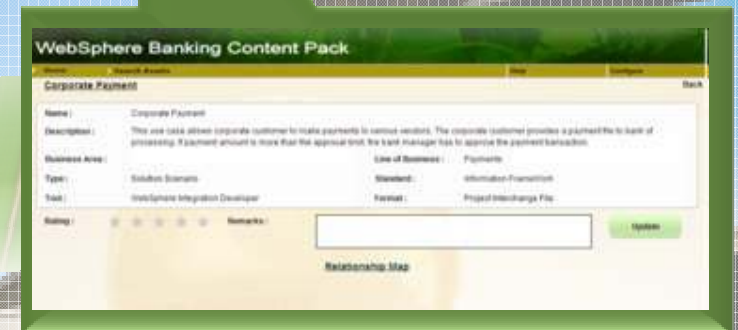 WebSphere Banking Content Pack
Home Search Assets Help Configure
Corporate Payment Back
Name : Corporate Payment
Description : This use case allows corporate customer to make payments to various vendors. The corporate customer provides a payment file to bank of
processing. If payment amount is more than the approval limit, the bank manager has to approve the payment transaction.
Business Area : Line of Business : Payments
Type : Solution Scenario Standard : Information FrameWork
Tool : WebSphere Integration Developer Format : Project Interchange File
Rating : Remarks : Update
Relationship Map